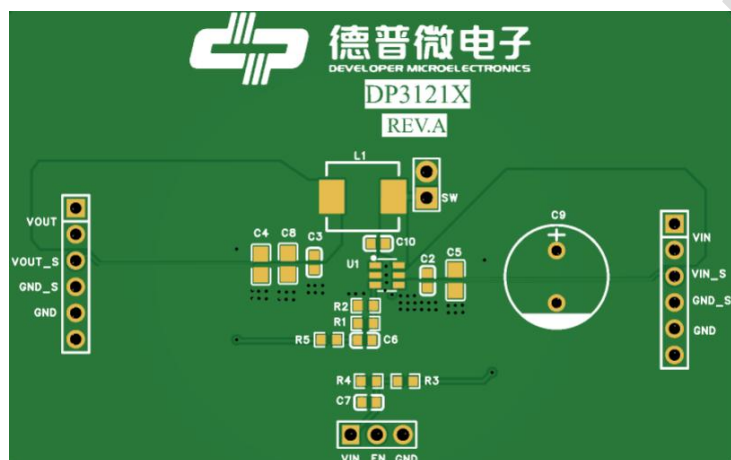 德普微电子
DEVELOPER MICROELECTRONICS
DP3121X
REV.A
L1
SW
C9
VOUT
VOUT_S
GND_S
GND
C4
C8
C3
C10
U1
C2
C5
VIN
VIN_S
GND_S
GND
R2
R1
R5
C6
R4
R3
C7
VIN EN GND